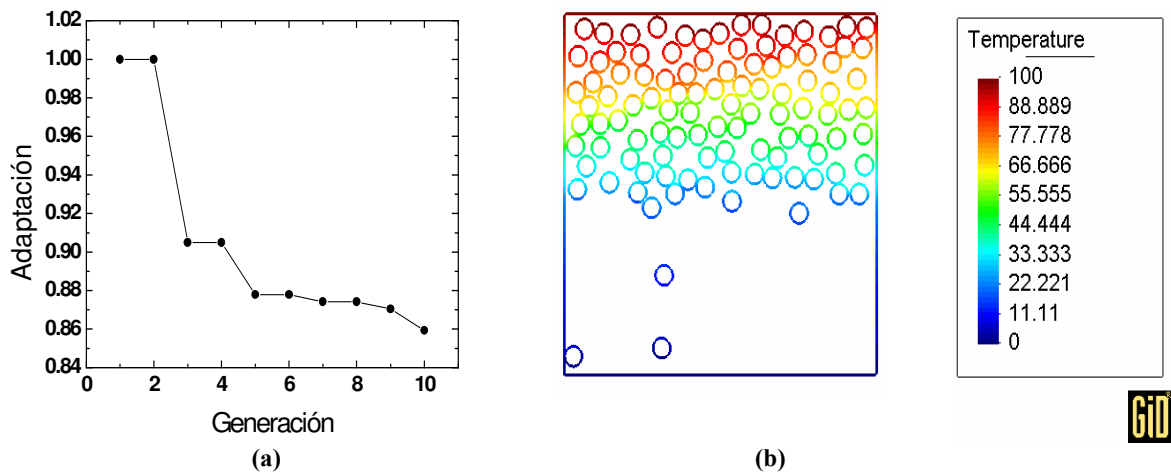 1.02
1.00
0.98
0.96
0.94
0.92
0.90
0.88
0.86
0.84
Adaptación
0 2 4 6 8 10
Generación
(a)
(b)
Temperature
100
88.889
77.778
66.666
55.555
44.444
33.333
22.221
11.11
0
GiD